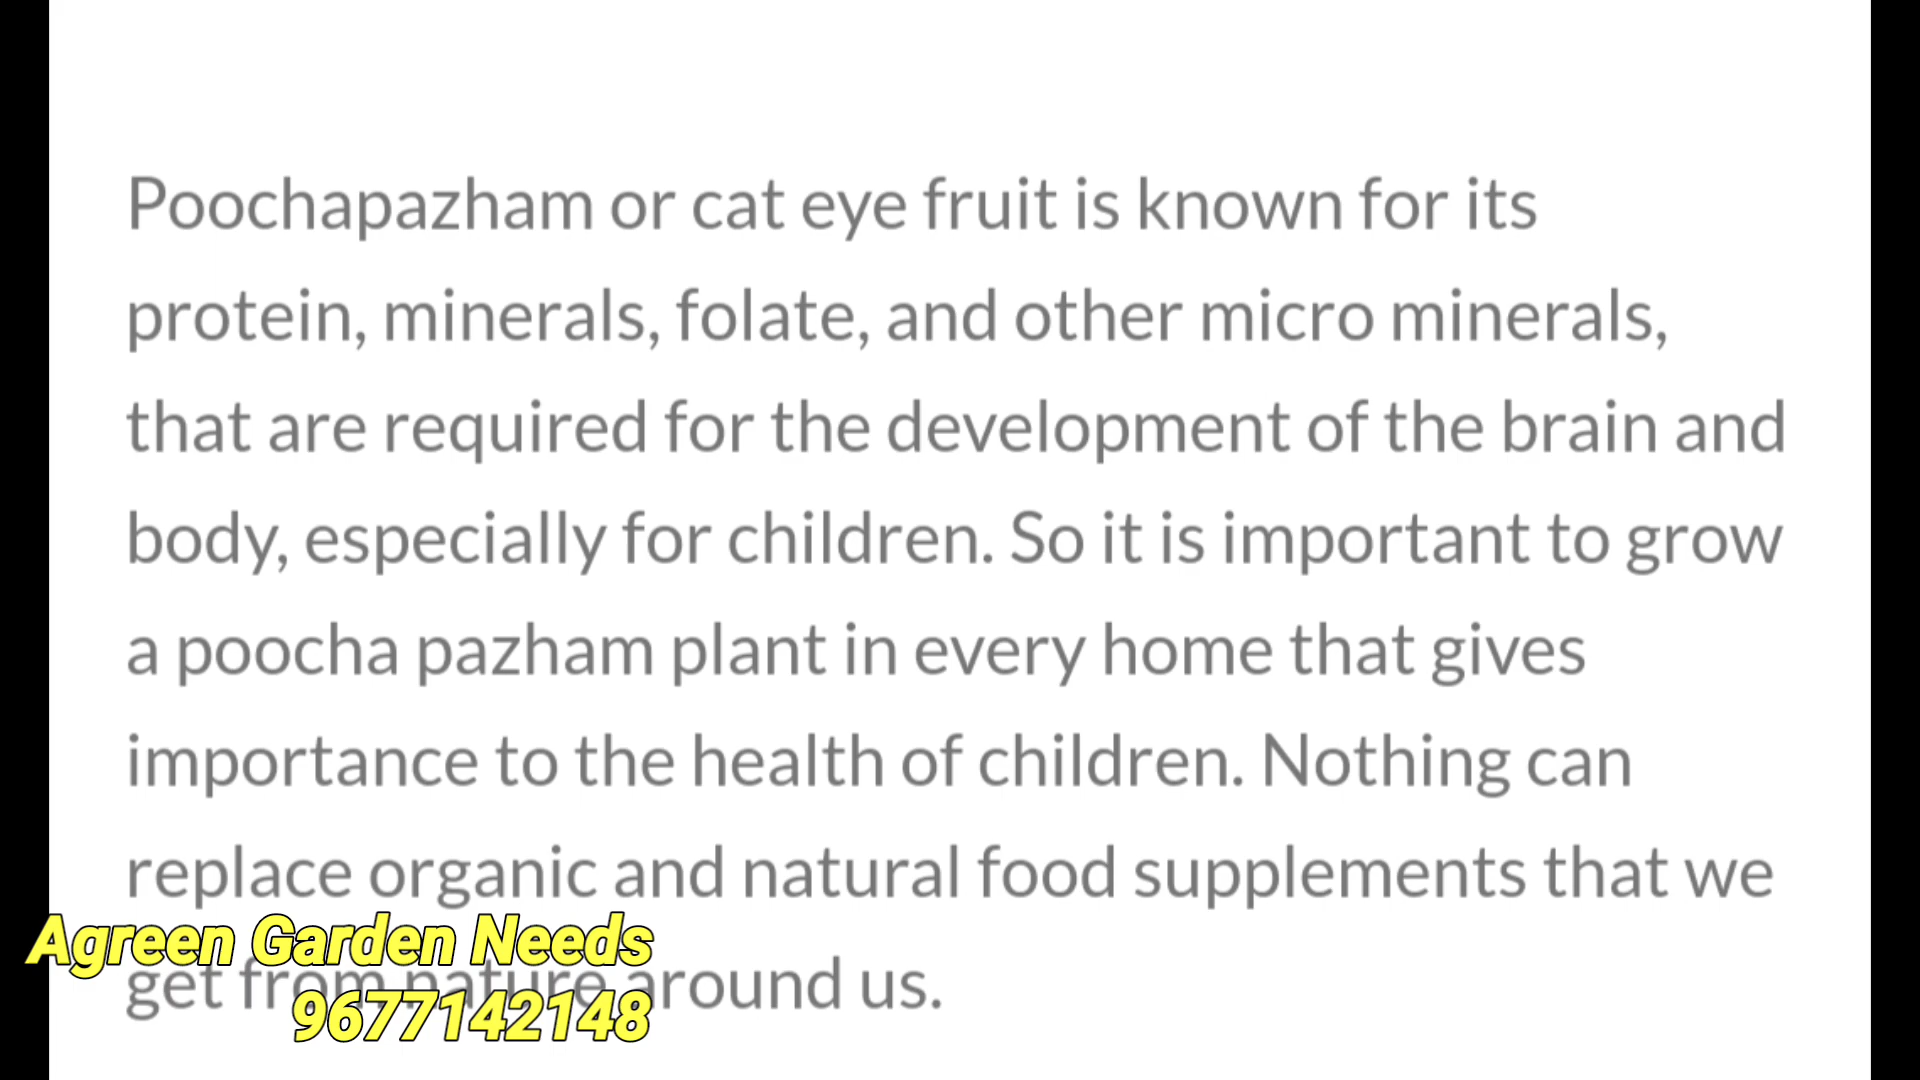 Poochapazham or cat eye fruit is known for its
protein, minerals, folate, and other micro minerals,
that are required for the development of the brain and
body, especially for children. So it is important to grow
a poocha pazham plant in every home that gives
importance to the health of children. Nothing can
replace organic and natural food supplements that we
get from nature around us.
Agreen Garden Needs
9677142148